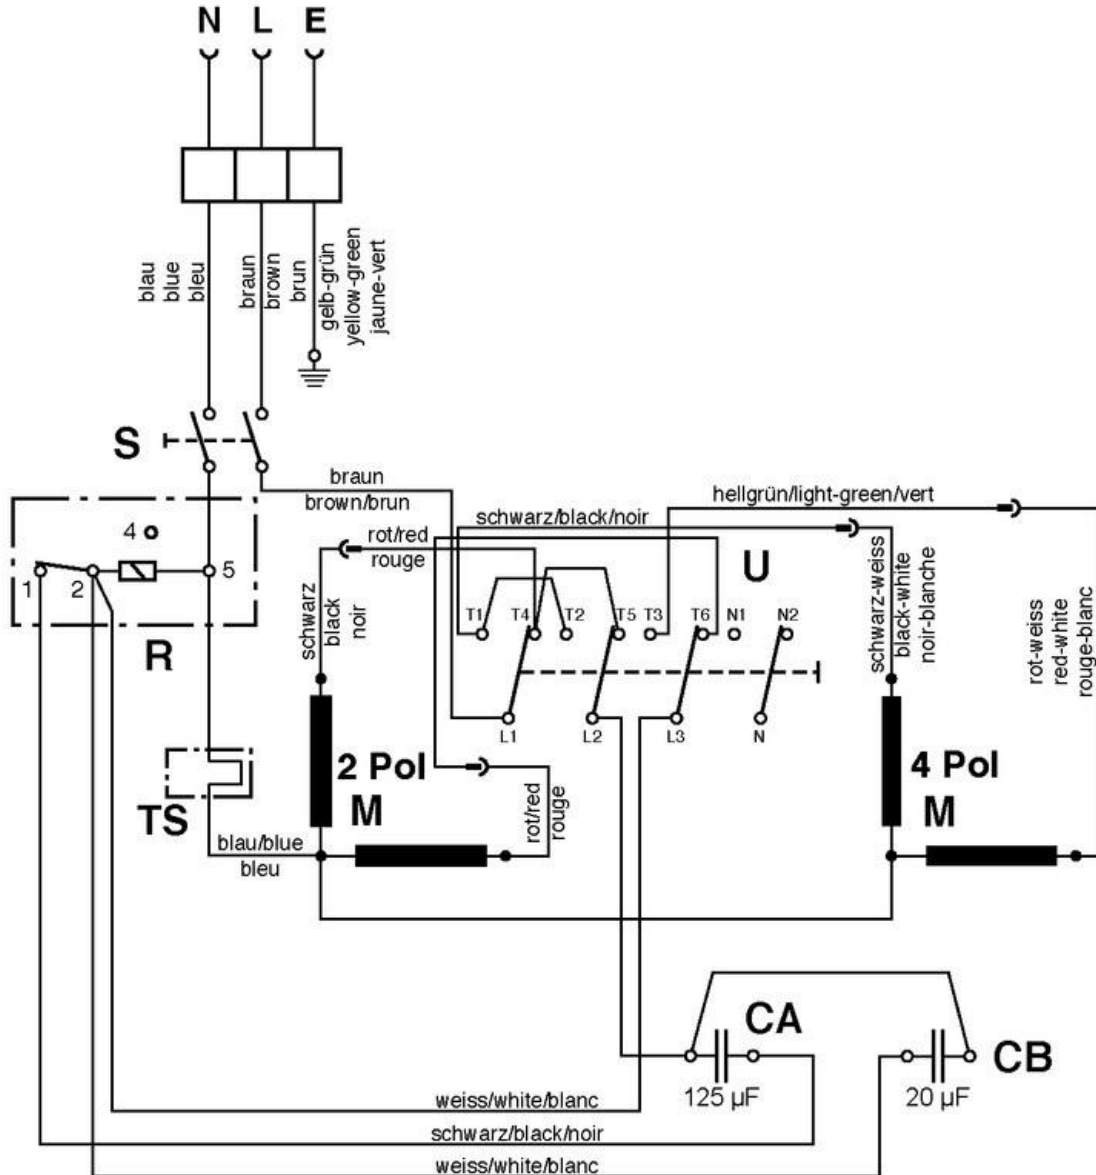 N L E
blau
blue
bleu
braun
brown
brun
gelb-grün
yellow-green
jaune-vert
S
braun
brown/brun
hellgrün/light-green/vert
schwarz/black/noir
rot/red
rouge
4
5
1
2
R
schwarz
black
noir
U
T1 T4 T2 T5 T3 T6 N1 N2
L1 L2 L3 N
schwarz-weiss
black-white
noir-blanche
rot-weiss
red-white
rouge-blanc
2 Pol
M
rot/red
rouge
4 Pol
M
TS
blau/blue
bleu
CA
125 µF
CB
20 µF
weiss/white/blanc
schwarz/black/noir
weiss/white/blanc